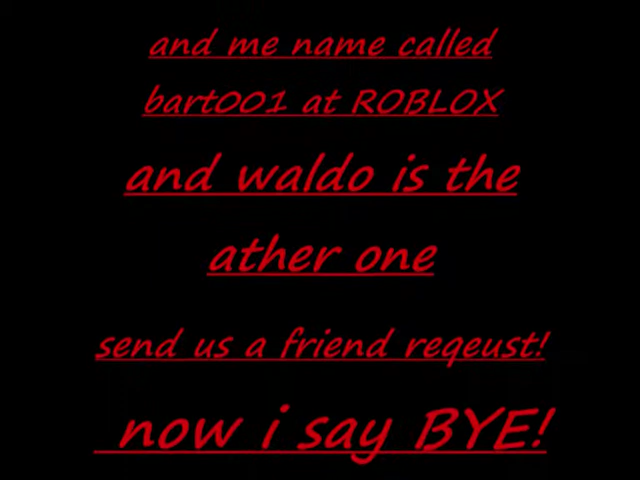 and me name called
bart001 at ROBLOX
and waldo is the
ather one
send us a friend reqeust!
now i say BYE!